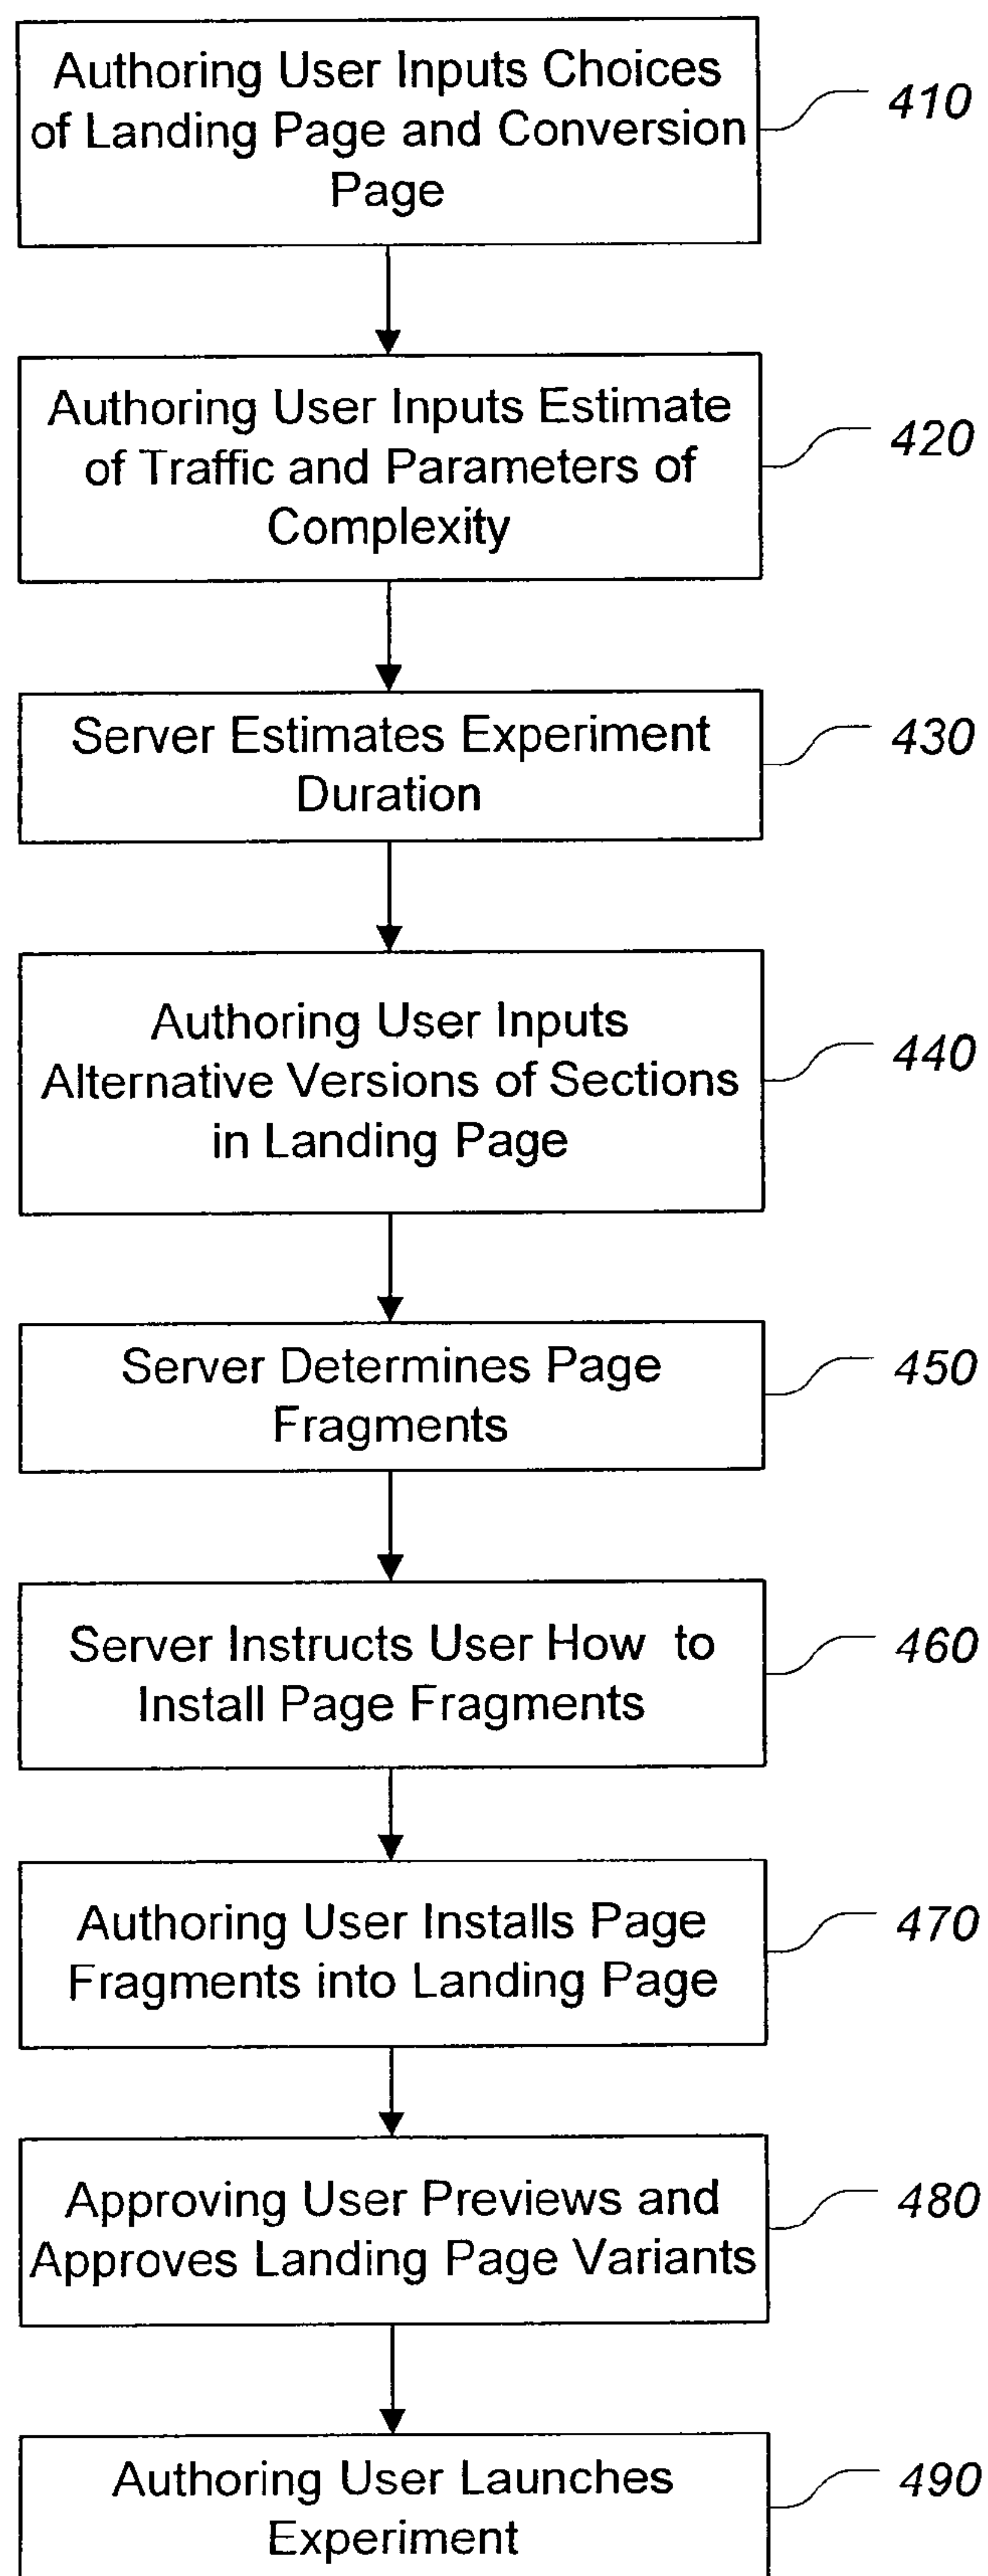 Authoring User Inputs Choices
of Landing Page and Conversion
Page
410
Authoring User Inputs Estimate
of Traffic and Parameters of
Complexity
420
Server Estimates Experiment
Duration
430
Authoring User Inputs
Alternative Versions of Sections
in Landing Page
440
Server Determines Page
Fragments
450
Server Instructs User How to
Install Page Fragments
460
Authoring User Installs Page
Fragments into Landing Page
470
Approving User Previews and
Approves Landing Page Variants
480
Authoring User Launches
Experiment
490